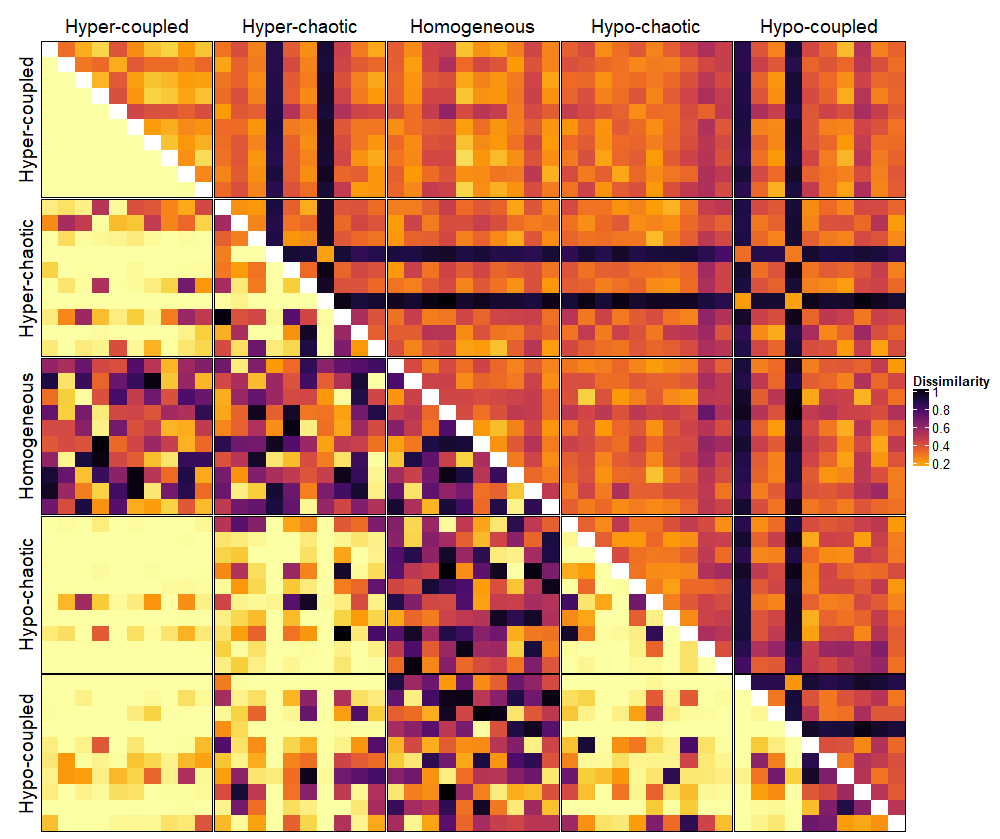 Hyper-coupled Hyper-chaotic Homogeneous Hypo-chaotic Hypo-coupled
Hyper-coupled
Hyper-chaotic
Homogeneous
Hypo-chaotic
Hypo-coupled
Dissimilarity
1
0.8
0.6
0.4
0.2